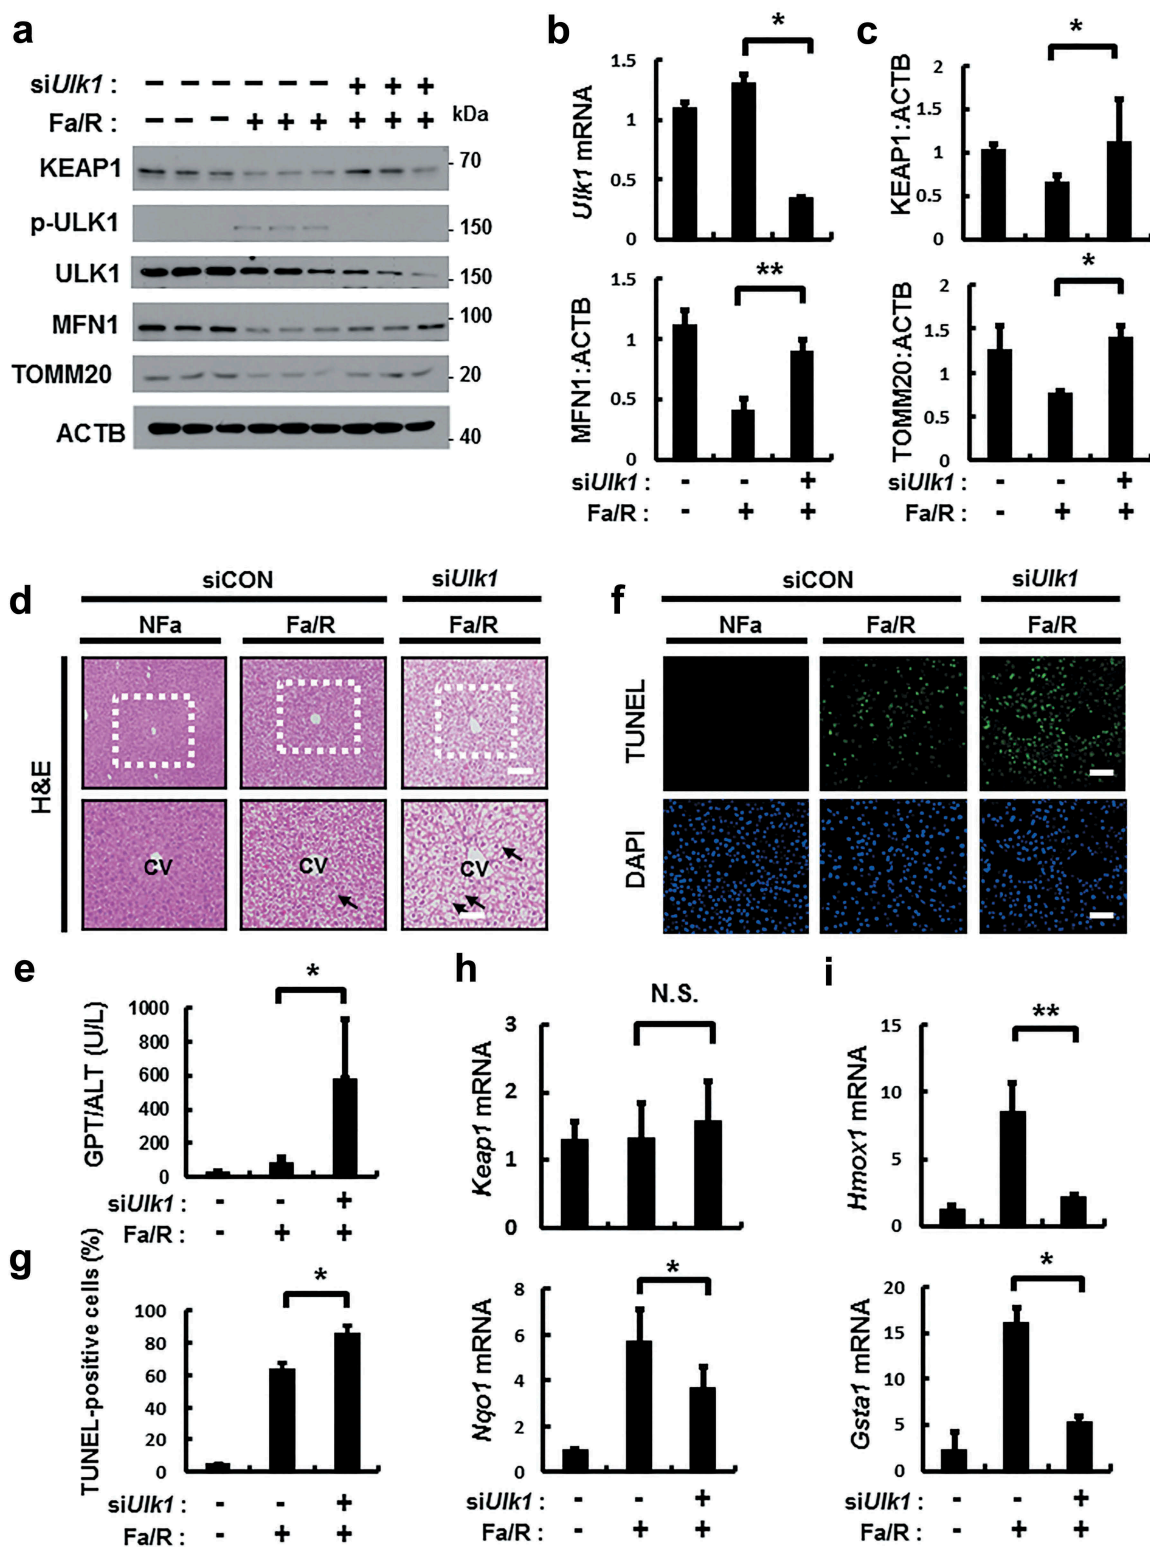 a
siUlk1 : − − − − − − + + +
Fa/R : − − − + + + + + + kDa
KEAP1 - 70
p-ULK1 - 150
ULK1 - 150
MFN1 - 100
TOMM20 - 20
ACTB - 40
b
*
Ulk1 mRNA
1.5
1
0.5
0
**
MFN1:ACTB
1.5
1
0.5
0
siUlk1 : - - +
Fa/R : - + +
c
*
KEAP1:ACTB
2
1.5
1
0.5
0
*
TOMM20:ACTB
2
1.5
1
0.5
0
siUlk1 : - - +
Fa/R : - + +
d
siCON siUlk1
NFa Fa/R Fa/R
H&E
CV CV CV
f
siCON siUlk1
NFa Fa/R Fa/R
TUNEL
DAPI
e
*
GPT/ALT (U/L)
1000
800
600
400
200
0
siUlk1 : - - +
Fa/R : - + +
g
*
TUNEL-positive cells (%)
100
80
60
40
20
0
siUlk1 : - - +
Fa/R : - + +
h
N.S.
Keap1 mRNA
3
2
1
0
*
Nqo1 mRNA
8
6
4
2
0
siUlk1 : - - +
Fa/R : - + +
i
**
Hmox1 mRNA
15
10
5
0
*
Gsta1 mRNA
20
15
10
5
0
siUlk1 : - - +
Fa/R : - + +